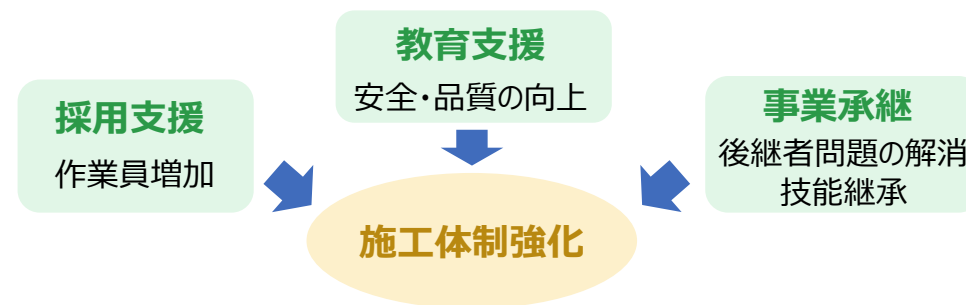 教育支援
安全・品質の向上
採用支援
作業員増加
事業承継
後継者問題の解消
技能継承
施工体制強化